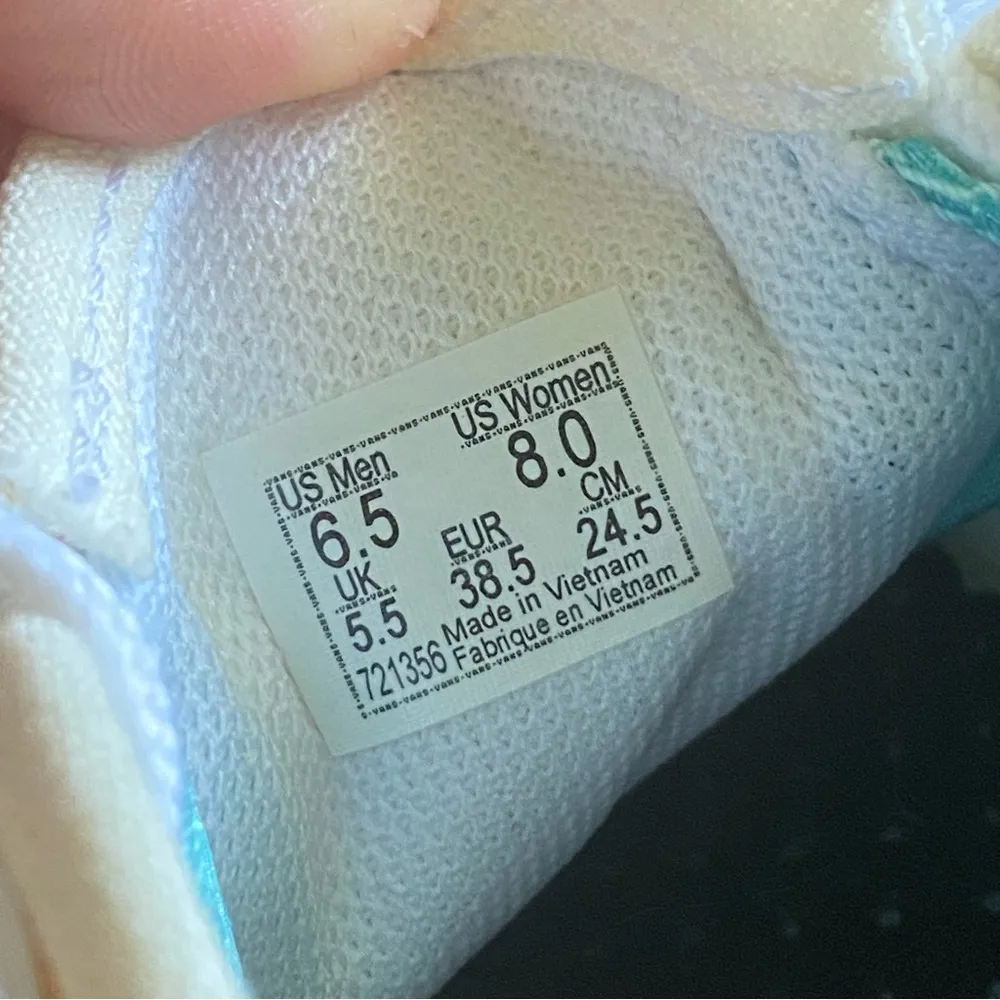 US Men
US Women
6.5
8.0
UK
EUR
CM
5.5
38.5
24.5
Made in Vietnam
721356 Fabrique en Vietnam